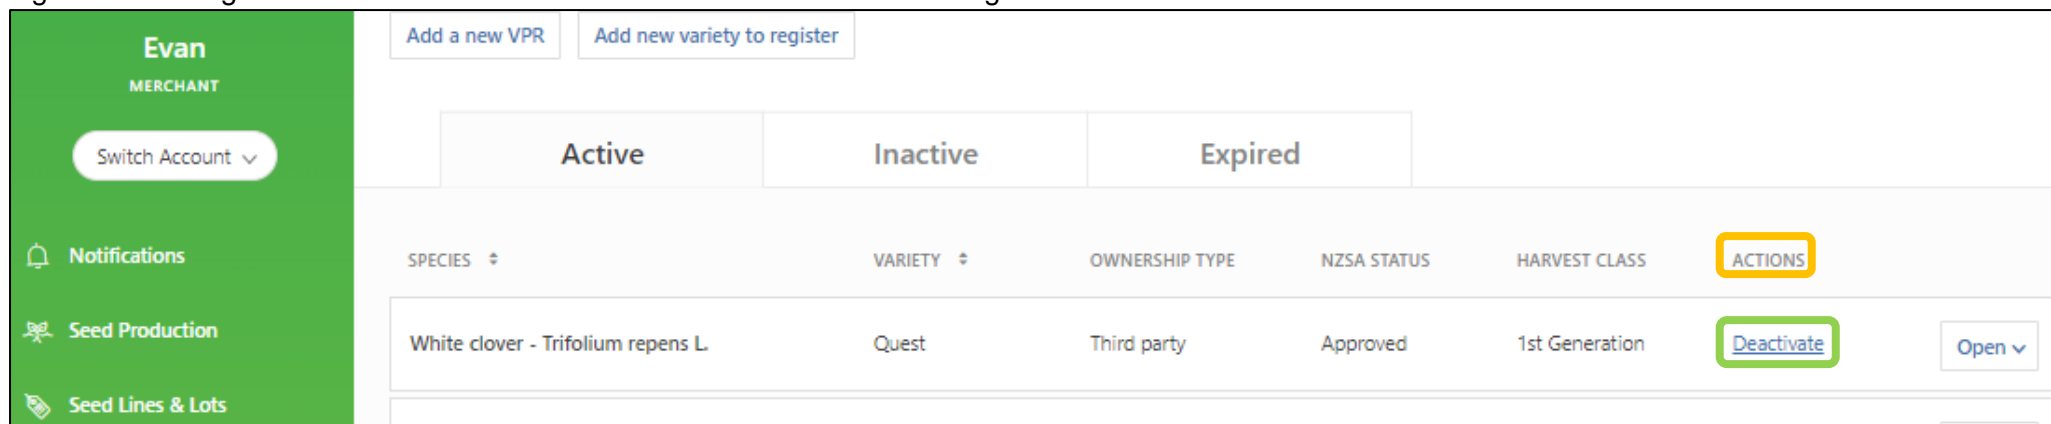 Evan
MERCHANT
Switch Account
Notifications
Seed Production
Seed Lines & Lots
Add a new VPR Add new variety to register
Active Inactive Expired
SPECIES VARIETY OWNERSHIP TYPE NZSA STATUS HARVEST CLASS ACTIONS
White clover - Trifolium repens L. Quest Third party Approved 1st Generation Deactivate Open